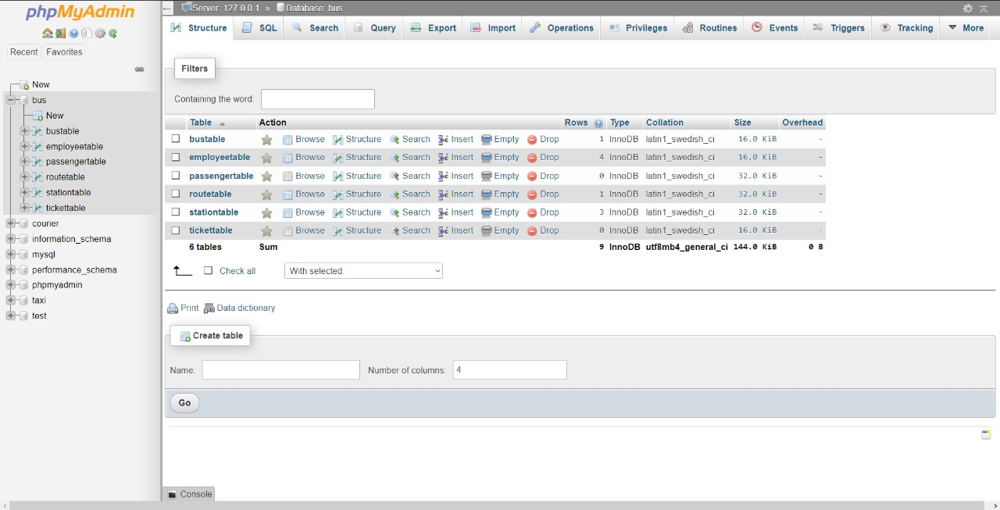 phpMyAdmin
Recent Favorites
New
bus
New
bustable
employeetable
passengertable
routetable
stationtable
tickettable
courier
information_schema
mysql
performance_schema
phpmyadmin
taxi
test
Server: 127.0.0.1 » Database: bus
Structure SQL Search Query Export Import Operations Privileges Routines Events Triggers Tracking More
Filters
Containing the word:
Table Action Rows Type Collation Size Overhead
bustable Browse Structure Search Insert Empty Drop 1 InnoDB latin1_swedish_ci 16.0 KiB -
employeetable Browse Structure Search Insert Empty Drop 4 InnoDB latin1_swedish_ci 16.0 KiB -
passengertable Browse Structure Search Insert Empty Drop 0 InnoDB latin1_swedish_ci 32.0 KiB -
routetable Browse Structure Search Insert Empty Drop 1 InnoDB latin1_swedish_ci 32.0 KiB -
stationtable Browse Structure Search Insert Empty Drop 3 InnoDB latin1_swedish_ci 32.0 KiB -
tickettable Browse Structure Search Insert Empty Drop 0 InnoDB latin1_swedish_ci 16.0 KiB -
6 tables Sum 9 InnoDB utf8mb4_general_ci 144.0 KiB 0 B
Check all With selected:
Print Data dictionary
Create table
Name: Number of columns: 4
Go
Console